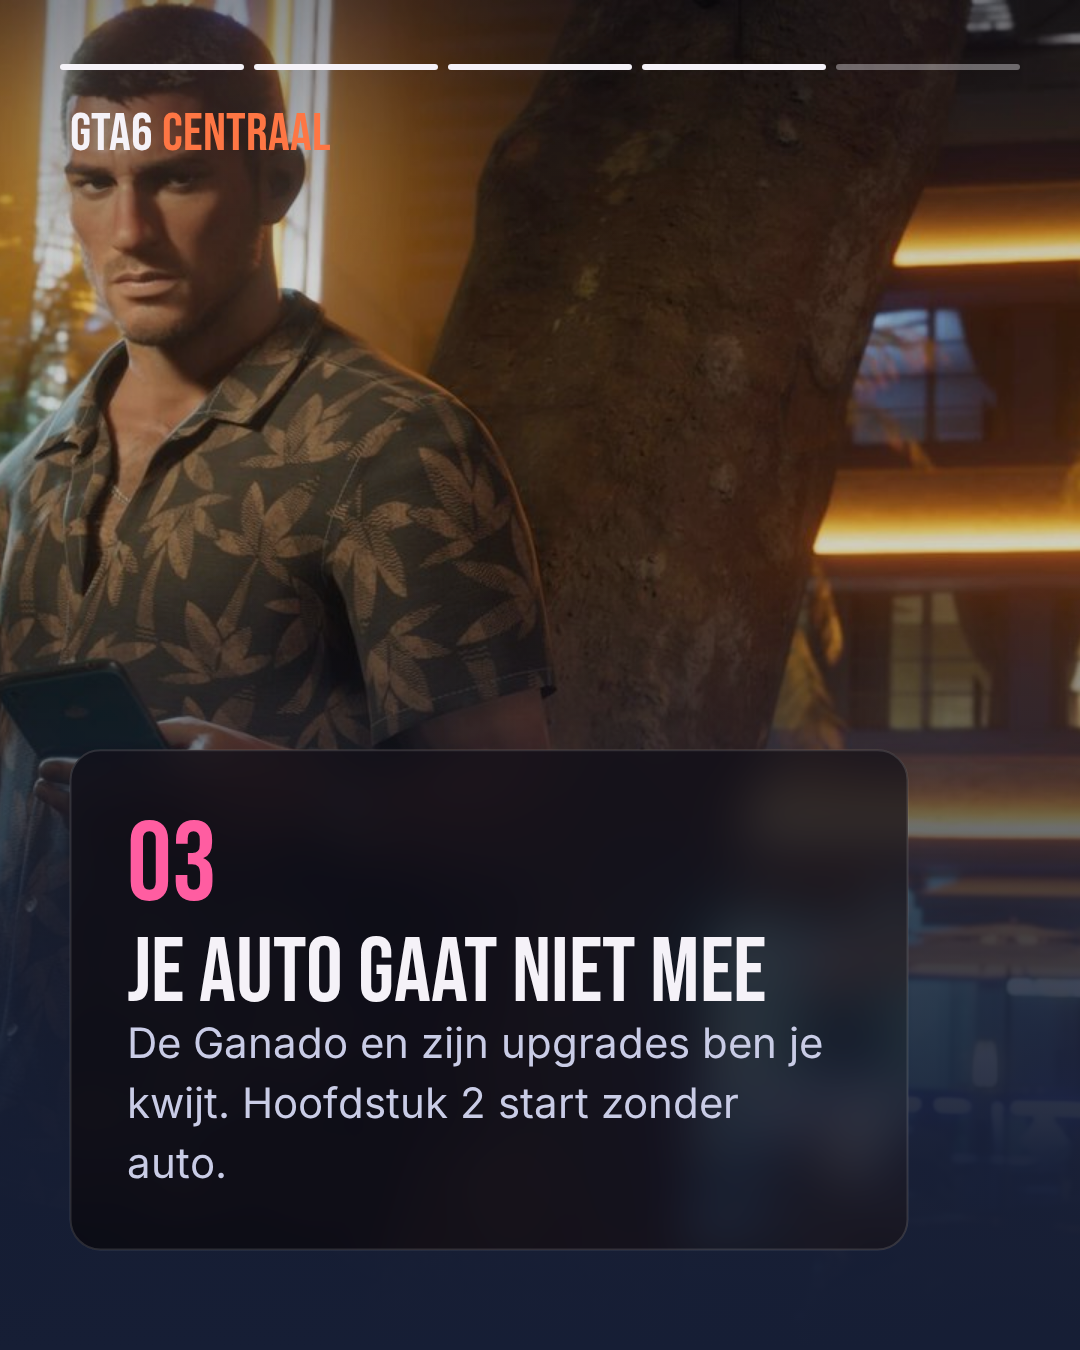 GTA6 CENTRAAL
03
JE AUTO GAAT NIET MEE
De Ganado en zijn upgrades ben je
kwijt. Hoofdstuk 2 start zonder
auto.